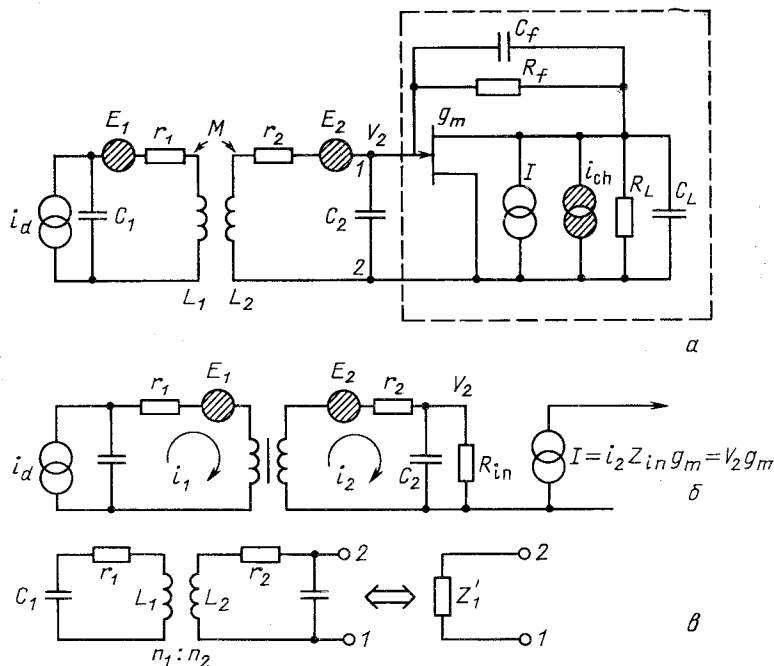 C_f
R_f
g_m
E_1
r_1
M
r_2
E_2
V_2
1
i_d
C_1
C_2
I
i_ch
R_L
C_L
2
L_1
L_2
а
r_1
E_1
E_2
r_2
V_2
i_d
i_1
i_2
C_2
R_in
I=i_2 Z_in g_m=V_2 g_m
б
r_1
r_2
2
2
C_1
L_1
L_2
Z'_1
1
1
в
n_1:n_2